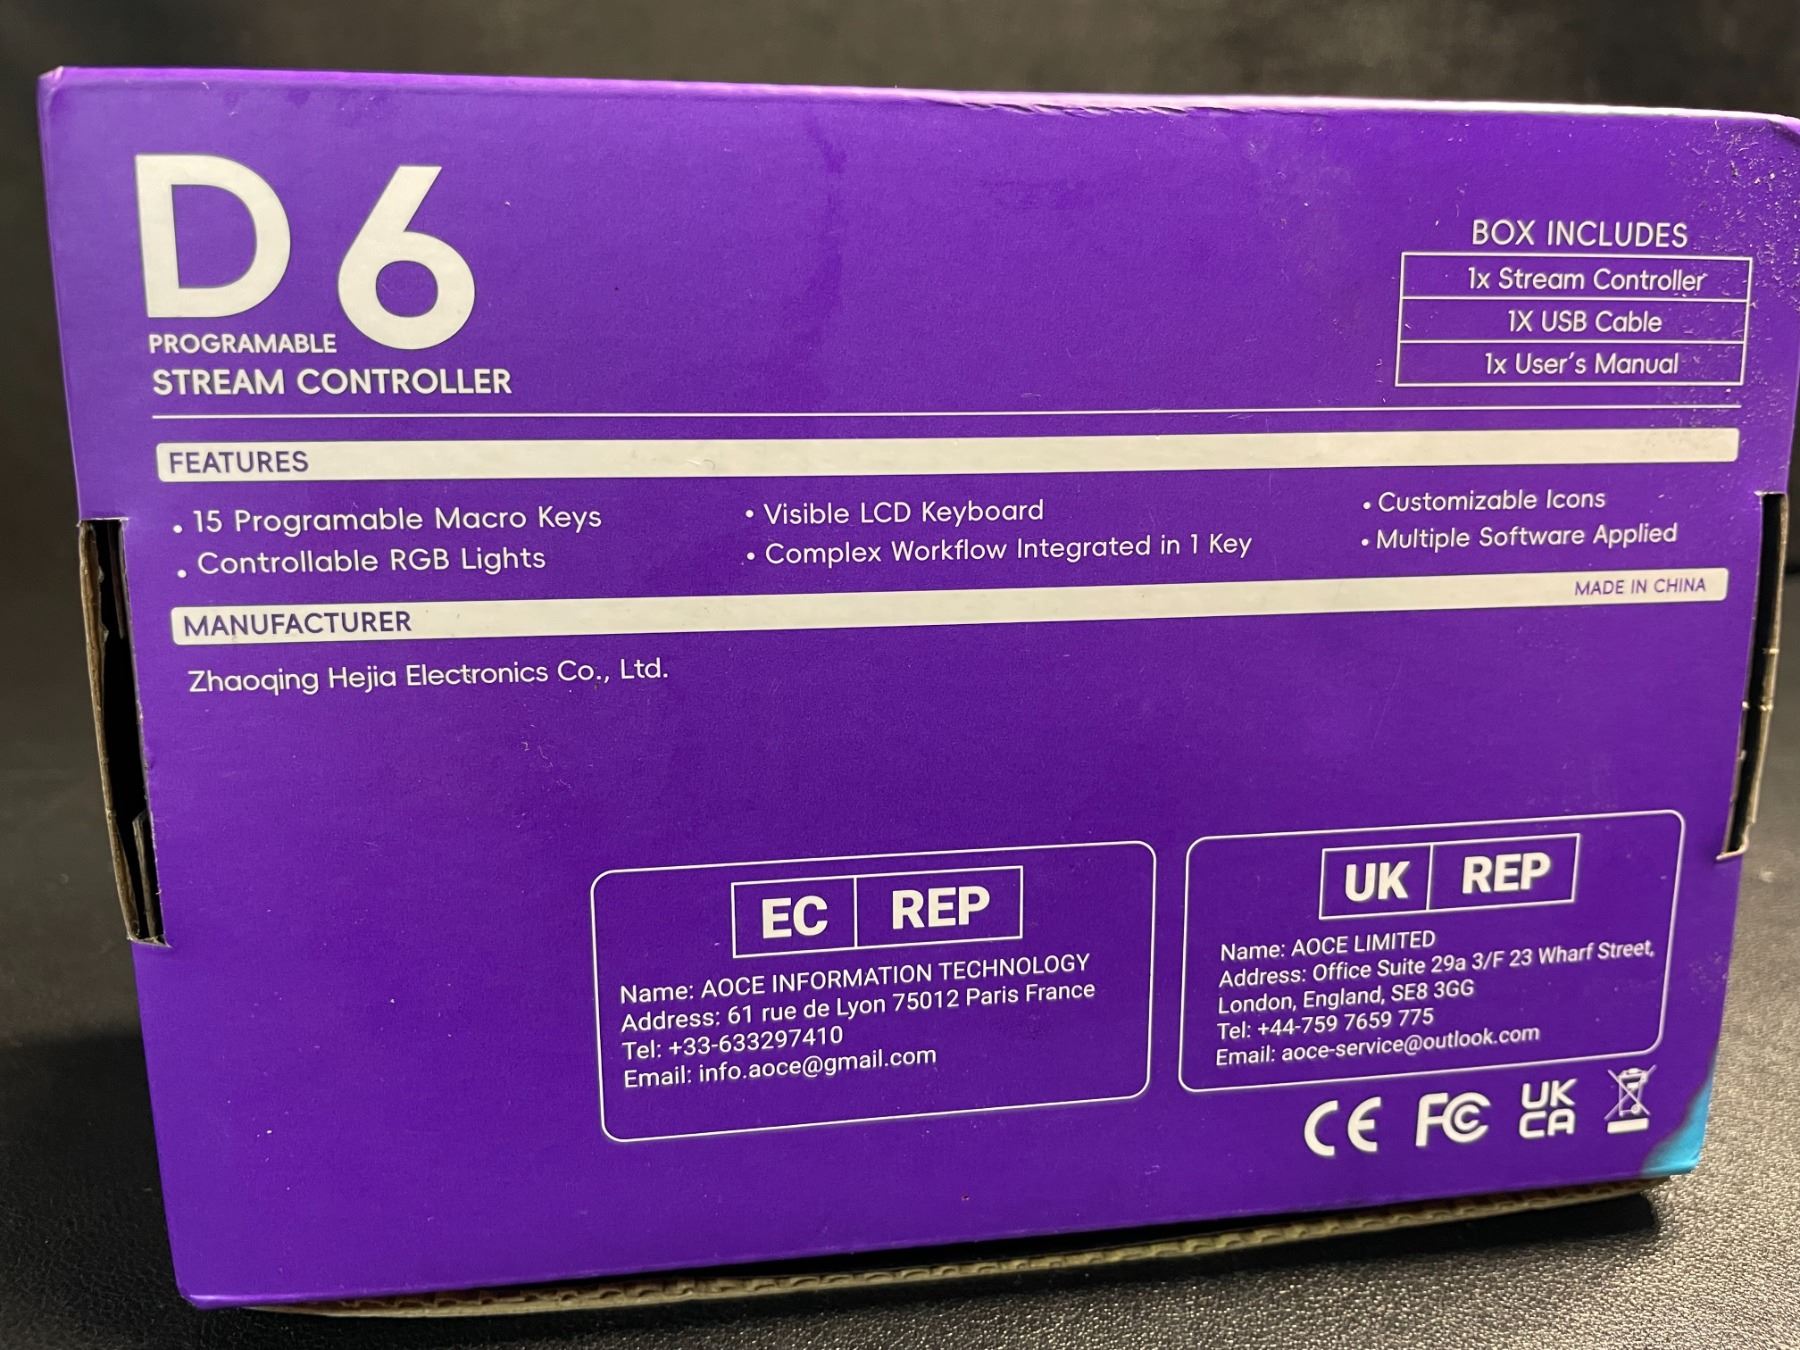 D6
PROGRAMABLE
STREAM CONTROLLER
BOX INCLUDES
1x Stream Controller
1X USB Cable
1x User's Manual
FEATURES
• 15 Programable Macro Keys
• Controllable RGB Lights
• Visible LCD Keyboard
• Complex Workflow Integrated in 1 Key
• Customizable Icons
• Multiple Software Applied
MANUFACTURER
MADE IN CHINA
Zhaoqing Hejia Electronics Co., Ltd.
EC REP
Name: AOCE INFORMATION TECHNOLOGY
Address: 61 rue de Lyon 75012 Paris France
Tel: +33-633297410
Email: info.aoce@gmail.com
UK REP
Name: AOCE LIMITED
Address: Office Suite 29a 3/F 23 Wharf Street,
London, England, SE8 3GG
Tel: +44-759 7659 775
Email: aoce-service@outlook.com
CE FC UK
CA